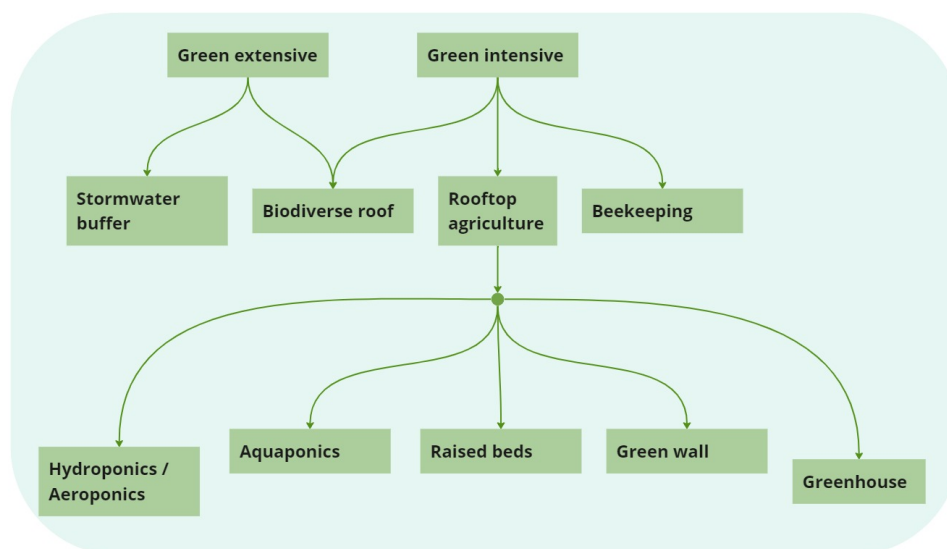 Green extensive
Green intensive
Stormwater
buffer
Biodiverse roof
Rooftop
agriculture
Beekeeping
Hydroponics /
Aeroponics
Aquaponics
Raised beds
Green wall
Greenhouse